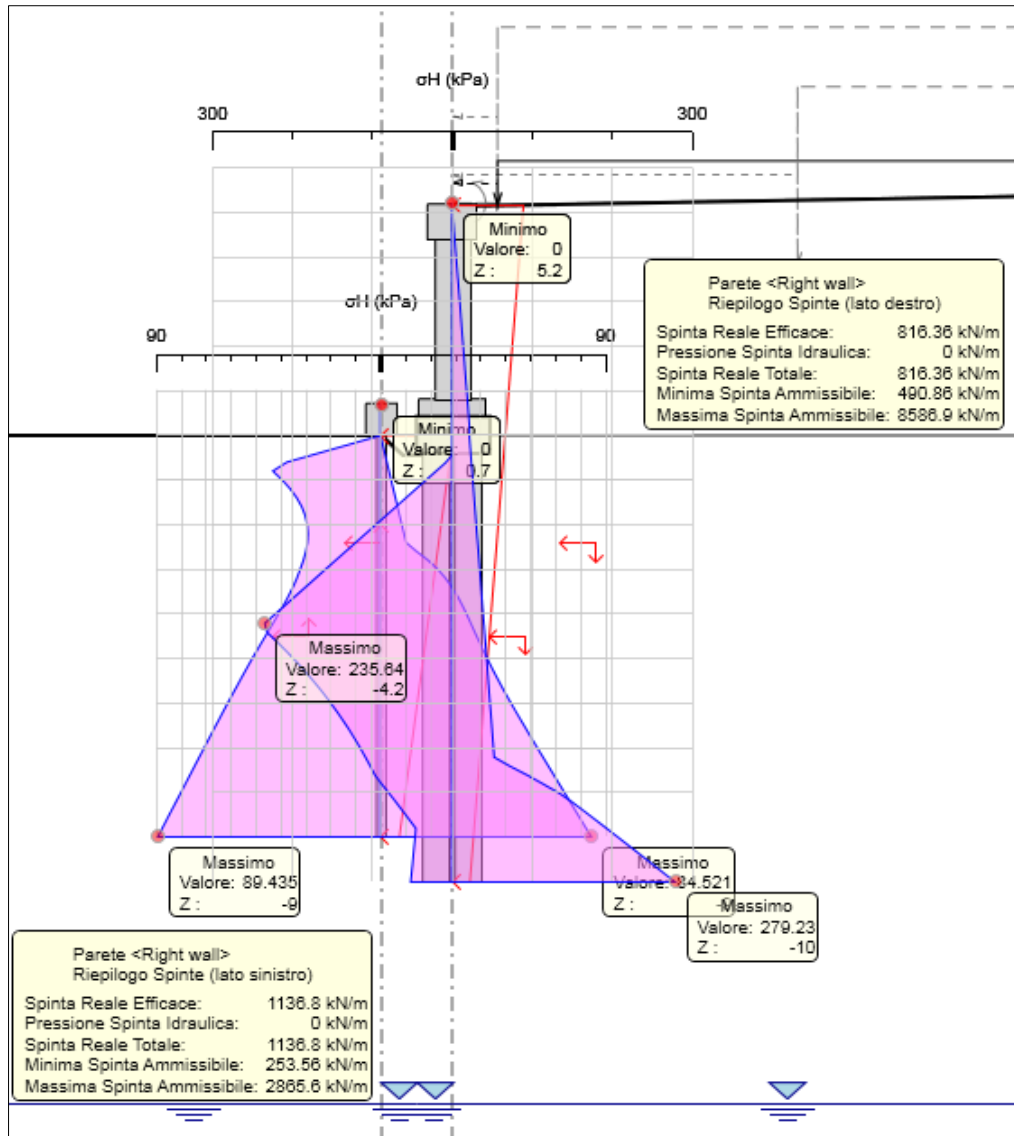 σH (kPa)
300
300
Minimo
Valore: 0
Z : 5.2
Parete <Right wall>
Riepilogo Spinte (lato destro)
Spinta Reale Efficace: 816.36 kN/m
Pressione Spinta Idraulica: 0 kN/m
Spinta Reale Totale: 816.36 kN/m
Minima Spinta Ammissibile: 490.86 kN/m
Massima Spinta Ammissibile: 8586.9 kN/m
σH (kPa)
90
90
Minimo
Valore: 0
Z : 0.7
Massimo
Valore: 235.64
Z : -4.2
Massimo
Valore: 89.435
Z : -9
Massimo
Valore: 84.521
Z :
Massimo
Valore: 279.23
Z : -10
Parete <Right wall>
Riepilogo Spinte (lato sinistro)
Spinta Reale Efficace: 1136.8 kN/m
Pressione Spinta Idraulica: 0 kN/m
Spinta Reale Totale: 1136.8 kN/m
Minima Spinta Ammissibile: 253.56 kN/m
Massima Spinta Ammissibile: 2865.6 kN/m